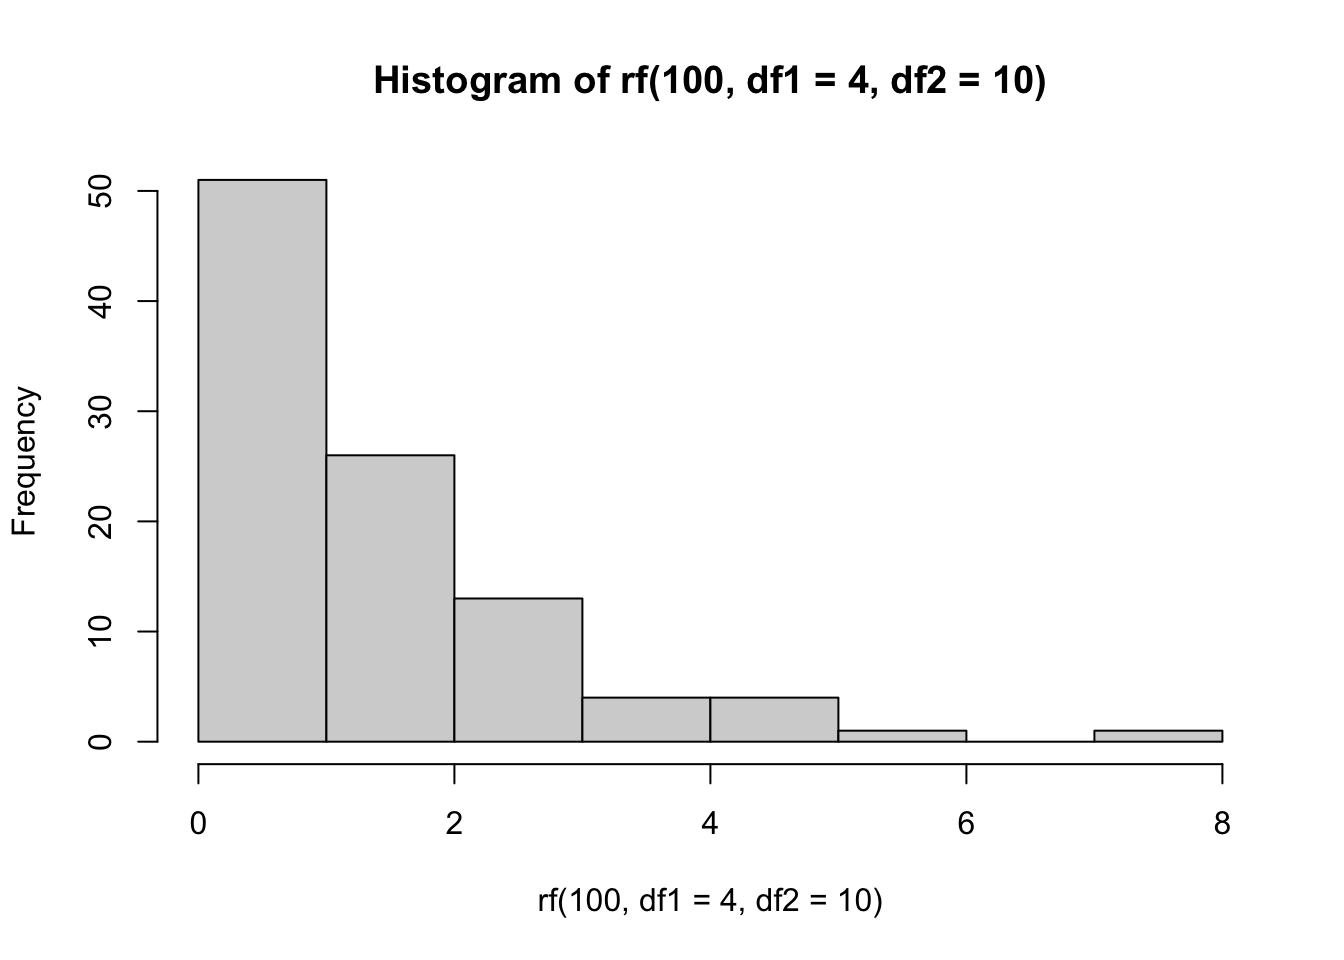 Histogram of rf(100, df1 = 4, df2 = 10)
Frequency
50
40
30
20
10
0
0 2 4 6 8
rf(100, df1 = 4, df2 = 10)